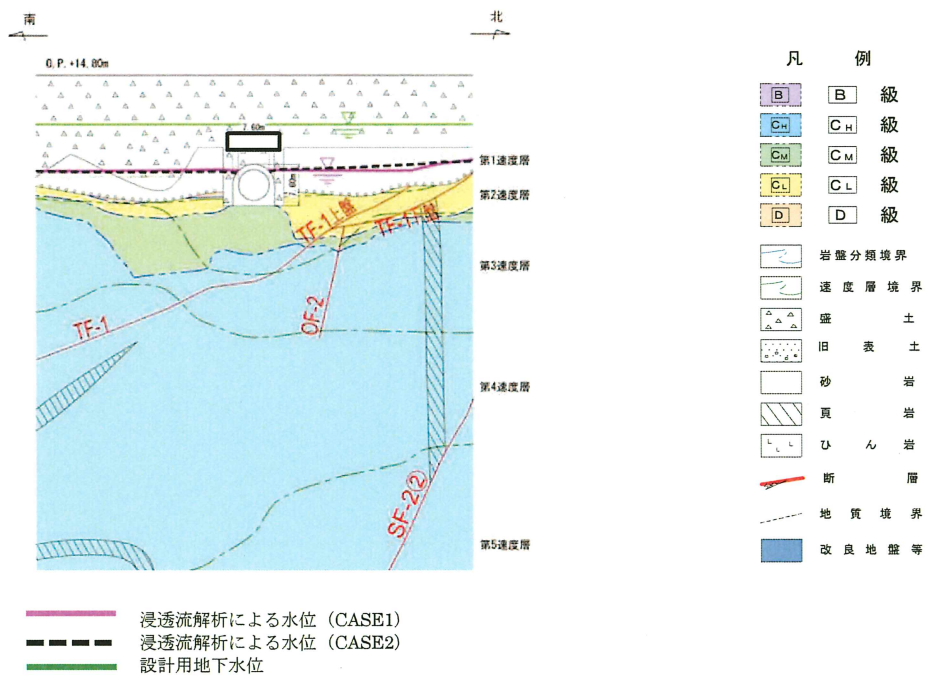 南
北
O.P.+14.80m
7.60m
7.60m
第1速度層
第2速度層
第3速度層
第4速度層
第5速度層
TF-1上盤
TF-1下盤
TF-1
OF-2
SF-2②
凡 例
B B 級
CH CH 級
CM CM 級
CL CL 級
D D 級
岩盤分類境界
速度層境界
盛土
旧表土
砂岩
頁岩
ひん岩
断層
地質境界
改良地盤等
浸透流解析による水位（CASE1）
浸透流解析による水位（CASE2）
設計用地下水位